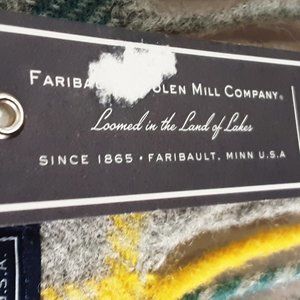 FARIBA OLEN MILL COMPANY®
Loomed in the Land of Lakes
SINCE 1865 • FARIBAULT, MINN U.S.A
U.S.A.